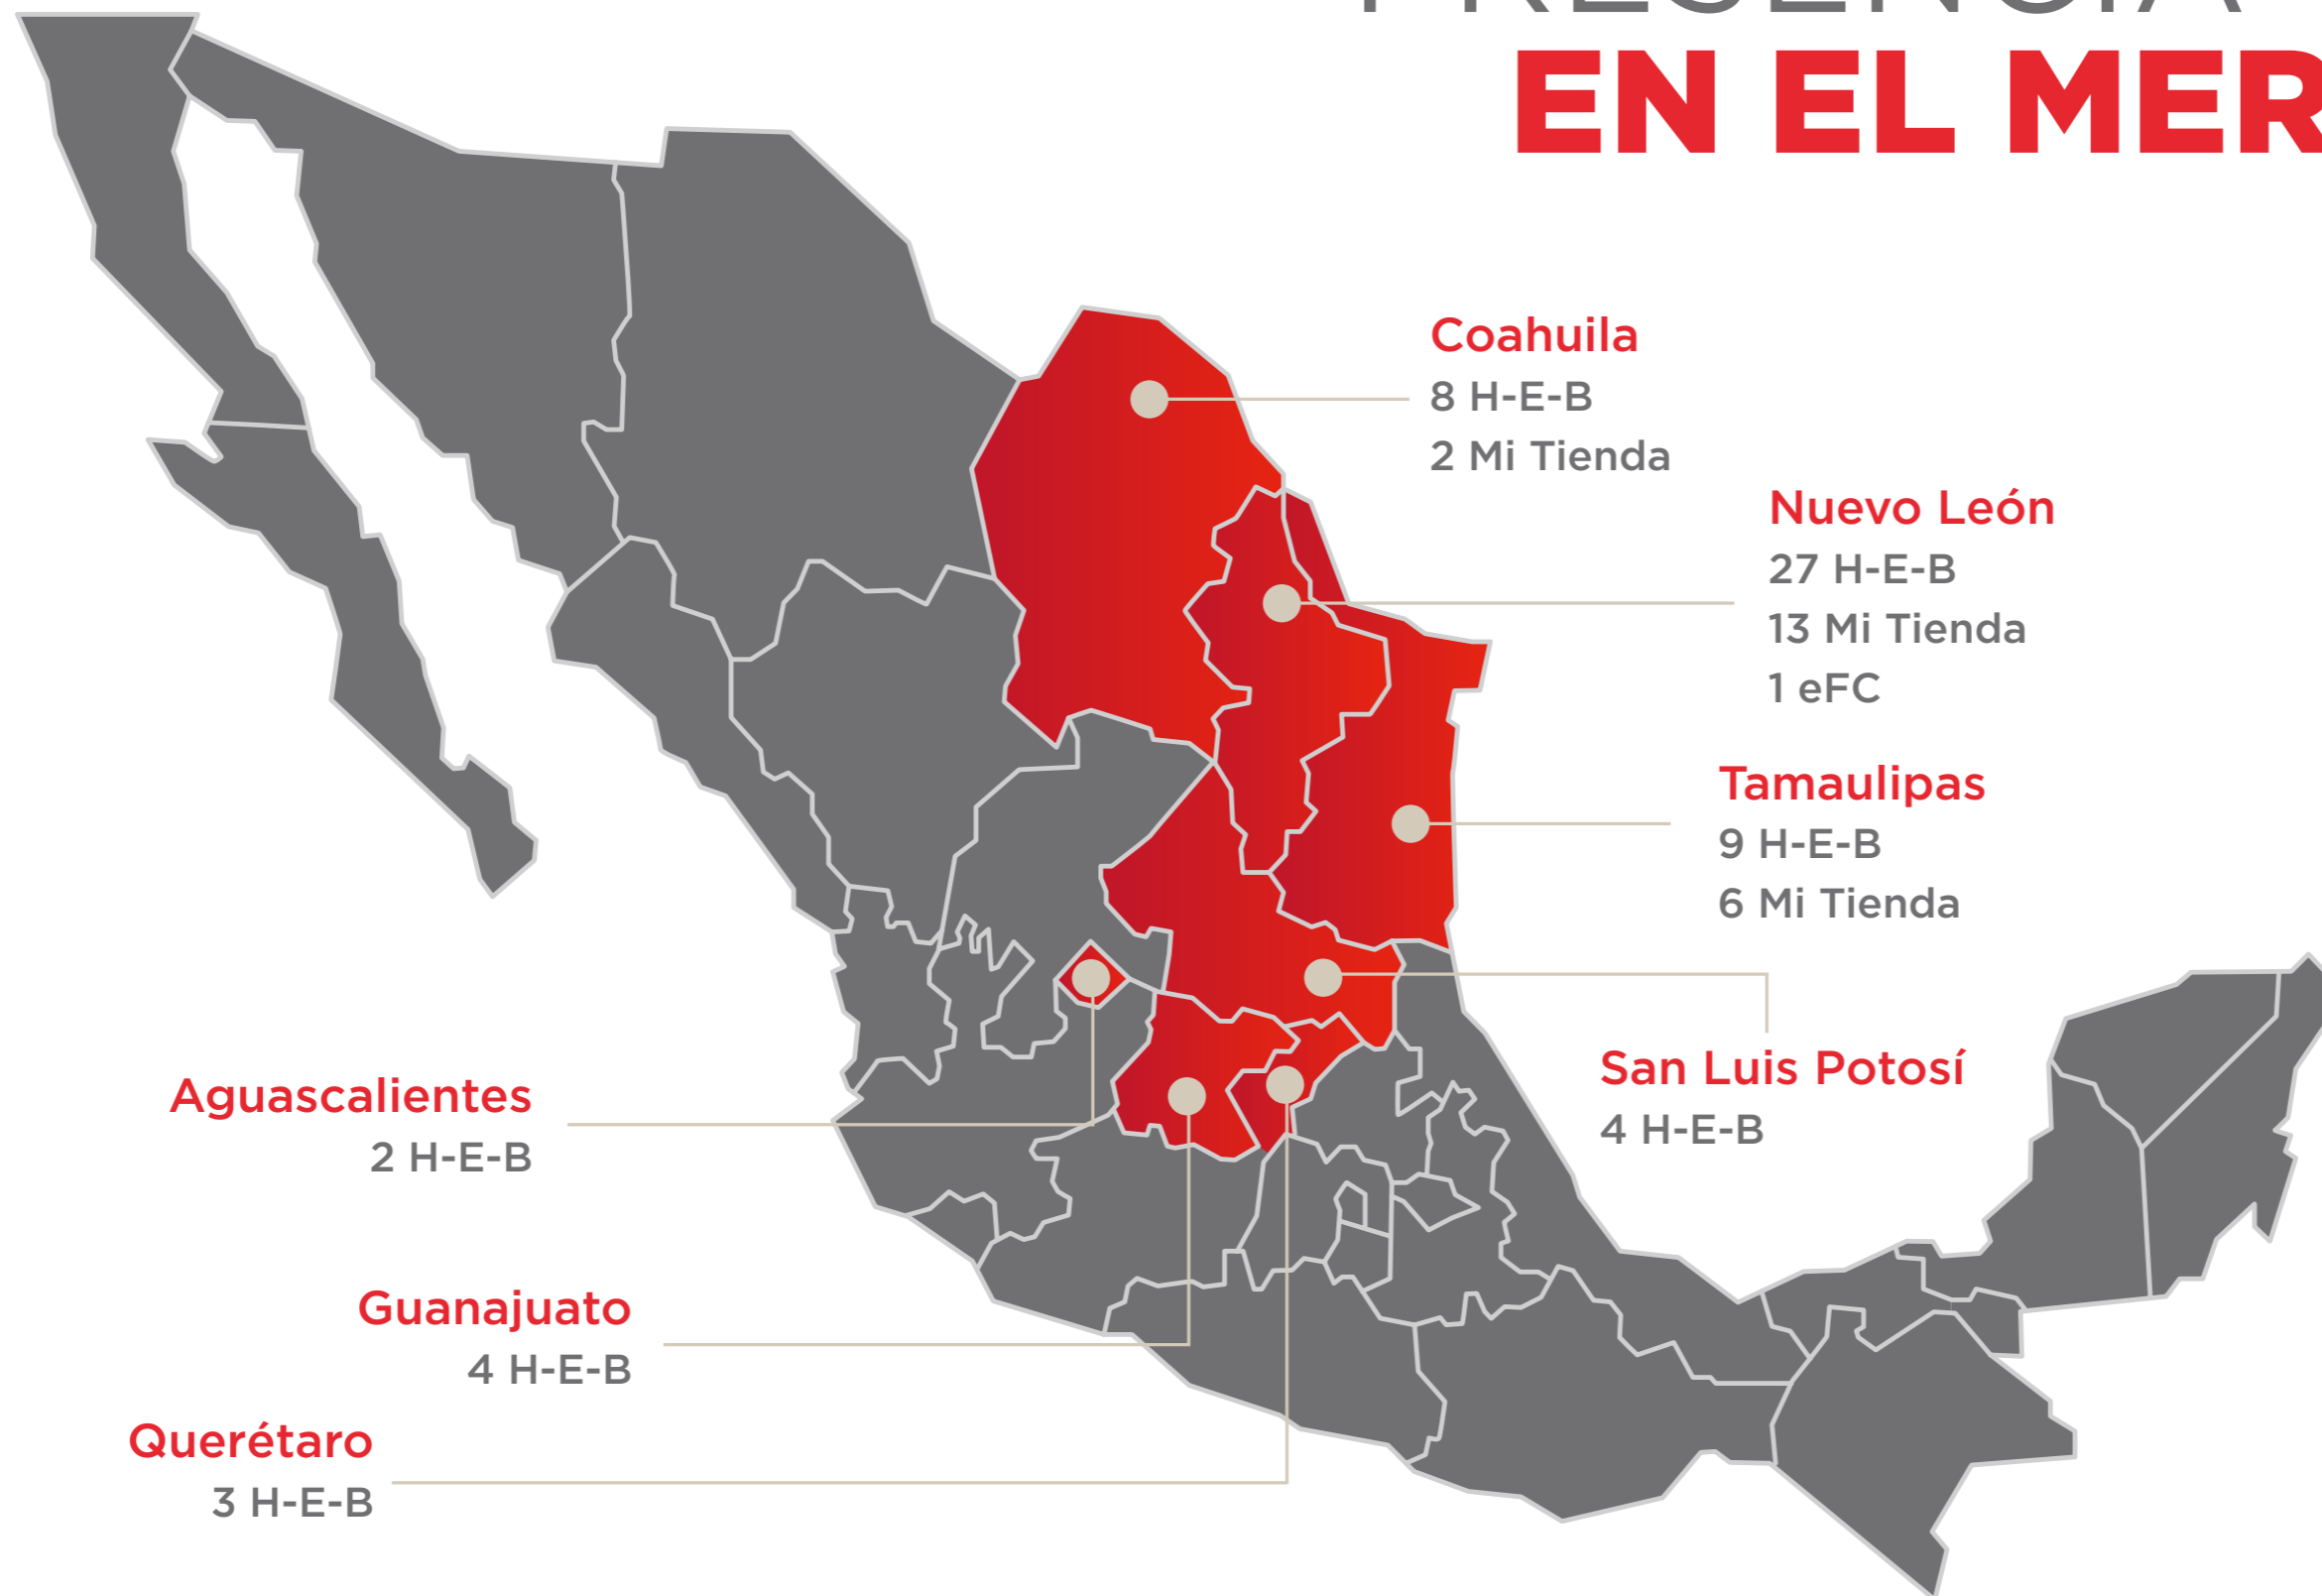 PRESENCIA
EN EL MER
Coahuila
8 H-E-B
2 Mi Tienda
Nuevo León
27 H-E-B
13 Mi Tienda
1 eFC
Tamaulipas
9 H-E-B
6 Mi Tienda
San Luis Potosí
4 H-E-B
Aguascalientes
2 H-E-B
Guanajuato
4 H-E-B
Querétaro
3 H-E-B